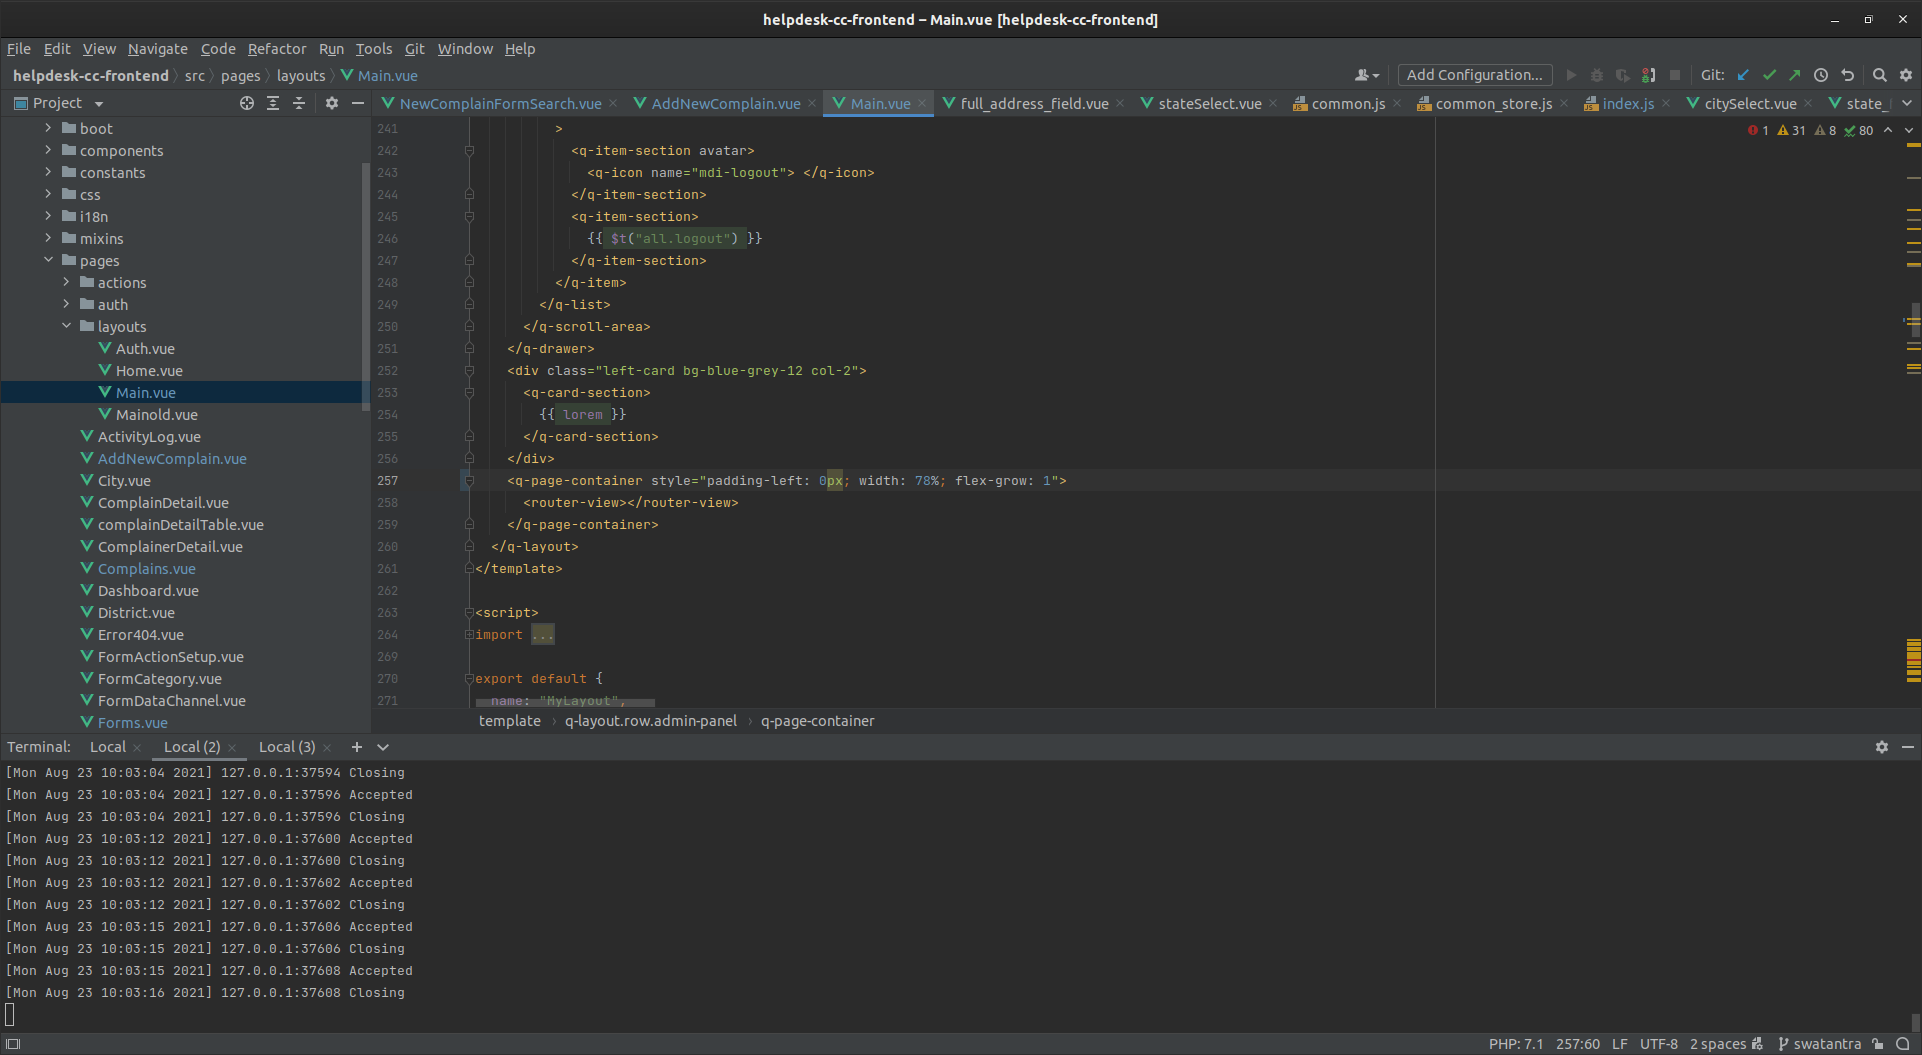 helpdesk-cc-frontend – Main.vue [helpdesk-cc-frontend]
File Edit View Navigate Code Refactor Run Tools Git Window Help
helpdesk-cc-frontend src pages layouts Main.vue
Add Configuration... Git:
Project
NewComplainFormSearch.vue AddNewComplain.vue Main.vue full_address_field.vue stateSelect.vue common.js common_store.js index.js citySelect.vue state_
1 31 8 80
boot
components
constants
css
i18n
mixins
pages
actions
auth
layouts
Auth.vue
Home.vue
Main.vue
Mainold.vue
ActivityLog.vue
AddNewComplain.vue
City.vue
ComplainDetail.vue
complainDetailTable.vue
ComplainerDetail.vue
Complains.vue
Dashboard.vue
District.vue
Error404.vue
FormActionSetup.vue
FormCategory.vue
FormDataChannel.vue
Forms.vue
241 >
242 <q-item-section avatar>
243 <q-icon name="mdi-logout"> </q-icon>
244 </q-item-section>
245 <q-item-section>
246 {{ $t("all.logout") }}
247 </q-item-section>
248 </q-item>
249 </q-list>
250 </q-scroll-area>
251 </q-drawer>
252 <div class="left-card bg-blue-grey-12 col-2">
253 <q-card-section>
254 {{ lorem }}
255 </q-card-section>
256 </div>
257 <q-page-container style="padding-left: 0px; width: 78%; flex-grow: 1">
258 <router-view></router-view>
259 </q-page-container>
260 </q-layout>
261 </template>
262
263 <script>
264 import ...
269
270 export default {
271 name: "MyLayout",
template q-layout.row.admin-panel q-page-container
Terminal: Local Local (2) Local (3)
[Mon Aug 23 10:03:04 2021] 127.0.0.1:37594 Closing
[Mon Aug 23 10:03:04 2021] 127.0.0.1:37596 Accepted
[Mon Aug 23 10:03:04 2021] 127.0.0.1:37596 Closing
[Mon Aug 23 10:03:12 2021] 127.0.0.1:37600 Accepted
[Mon Aug 23 10:03:12 2021] 127.0.0.1:37600 Closing
[Mon Aug 23 10:03:12 2021] 127.0.0.1:37602 Accepted
[Mon Aug 23 10:03:12 2021] 127.0.0.1:37602 Closing
[Mon Aug 23 10:03:15 2021] 127.0.0.1:37606 Accepted
[Mon Aug 23 10:03:15 2021] 127.0.0.1:37606 Closing
[Mon Aug 23 10:03:15 2021] 127.0.0.1:37608 Accepted
[Mon Aug 23 10:03:16 2021] 127.0.0.1:37608 Closing
PHP: 7.1 257:60 LF UTF-8 2 spaces swatantra